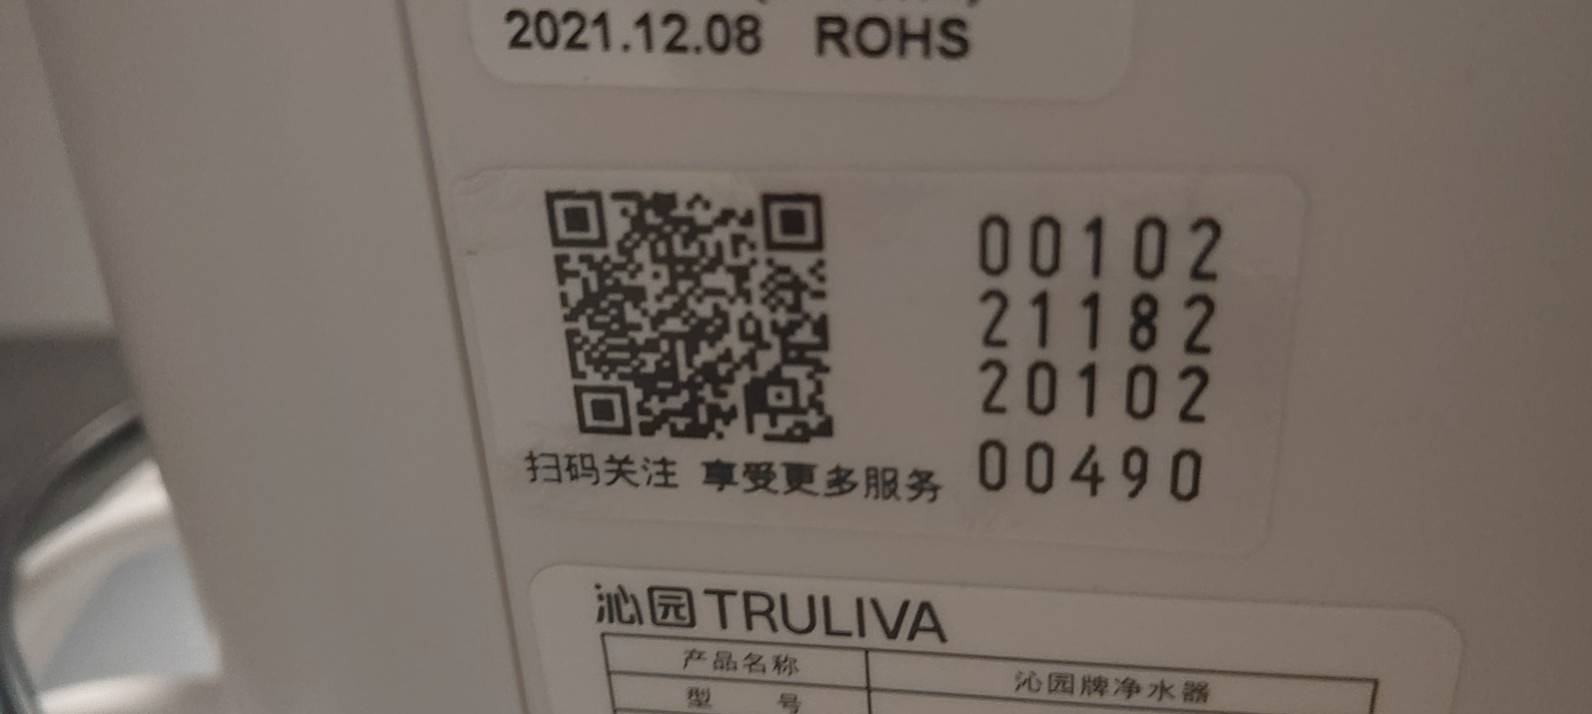 2021.12.08 ROHS
00102
21182
20102
00490
扫码关注 享受更多服务
沁园 TRULIVA
产品名称 沁园牌净水器
型 号